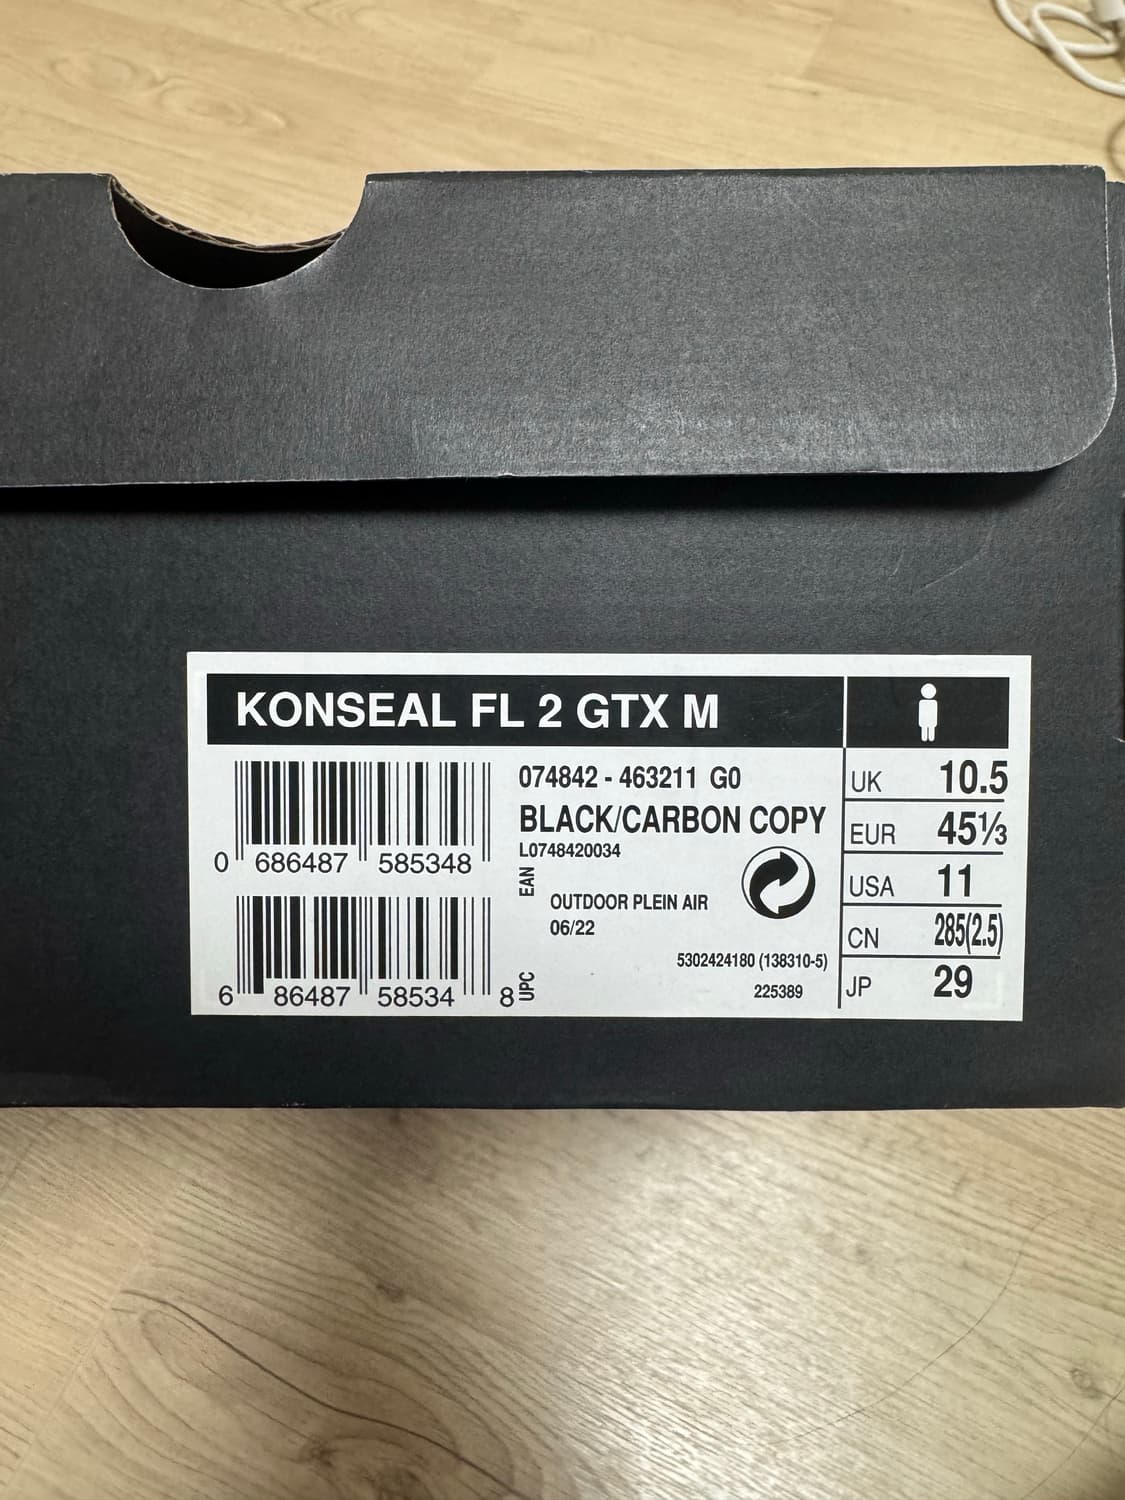 KONSEAL FL 2 GTX M
074842 - 463211 G0
BLACK/CARBON COPY
L0748420034
0 686487 585348
EAN
OUTDOOR PLEIN AIR
06/22
5302424180 (138310-5)
225389
6 86487 58534 8
UPC
UK 10.5
EUR 45⅓
USA 11
CN 285(2.5)
JP 29